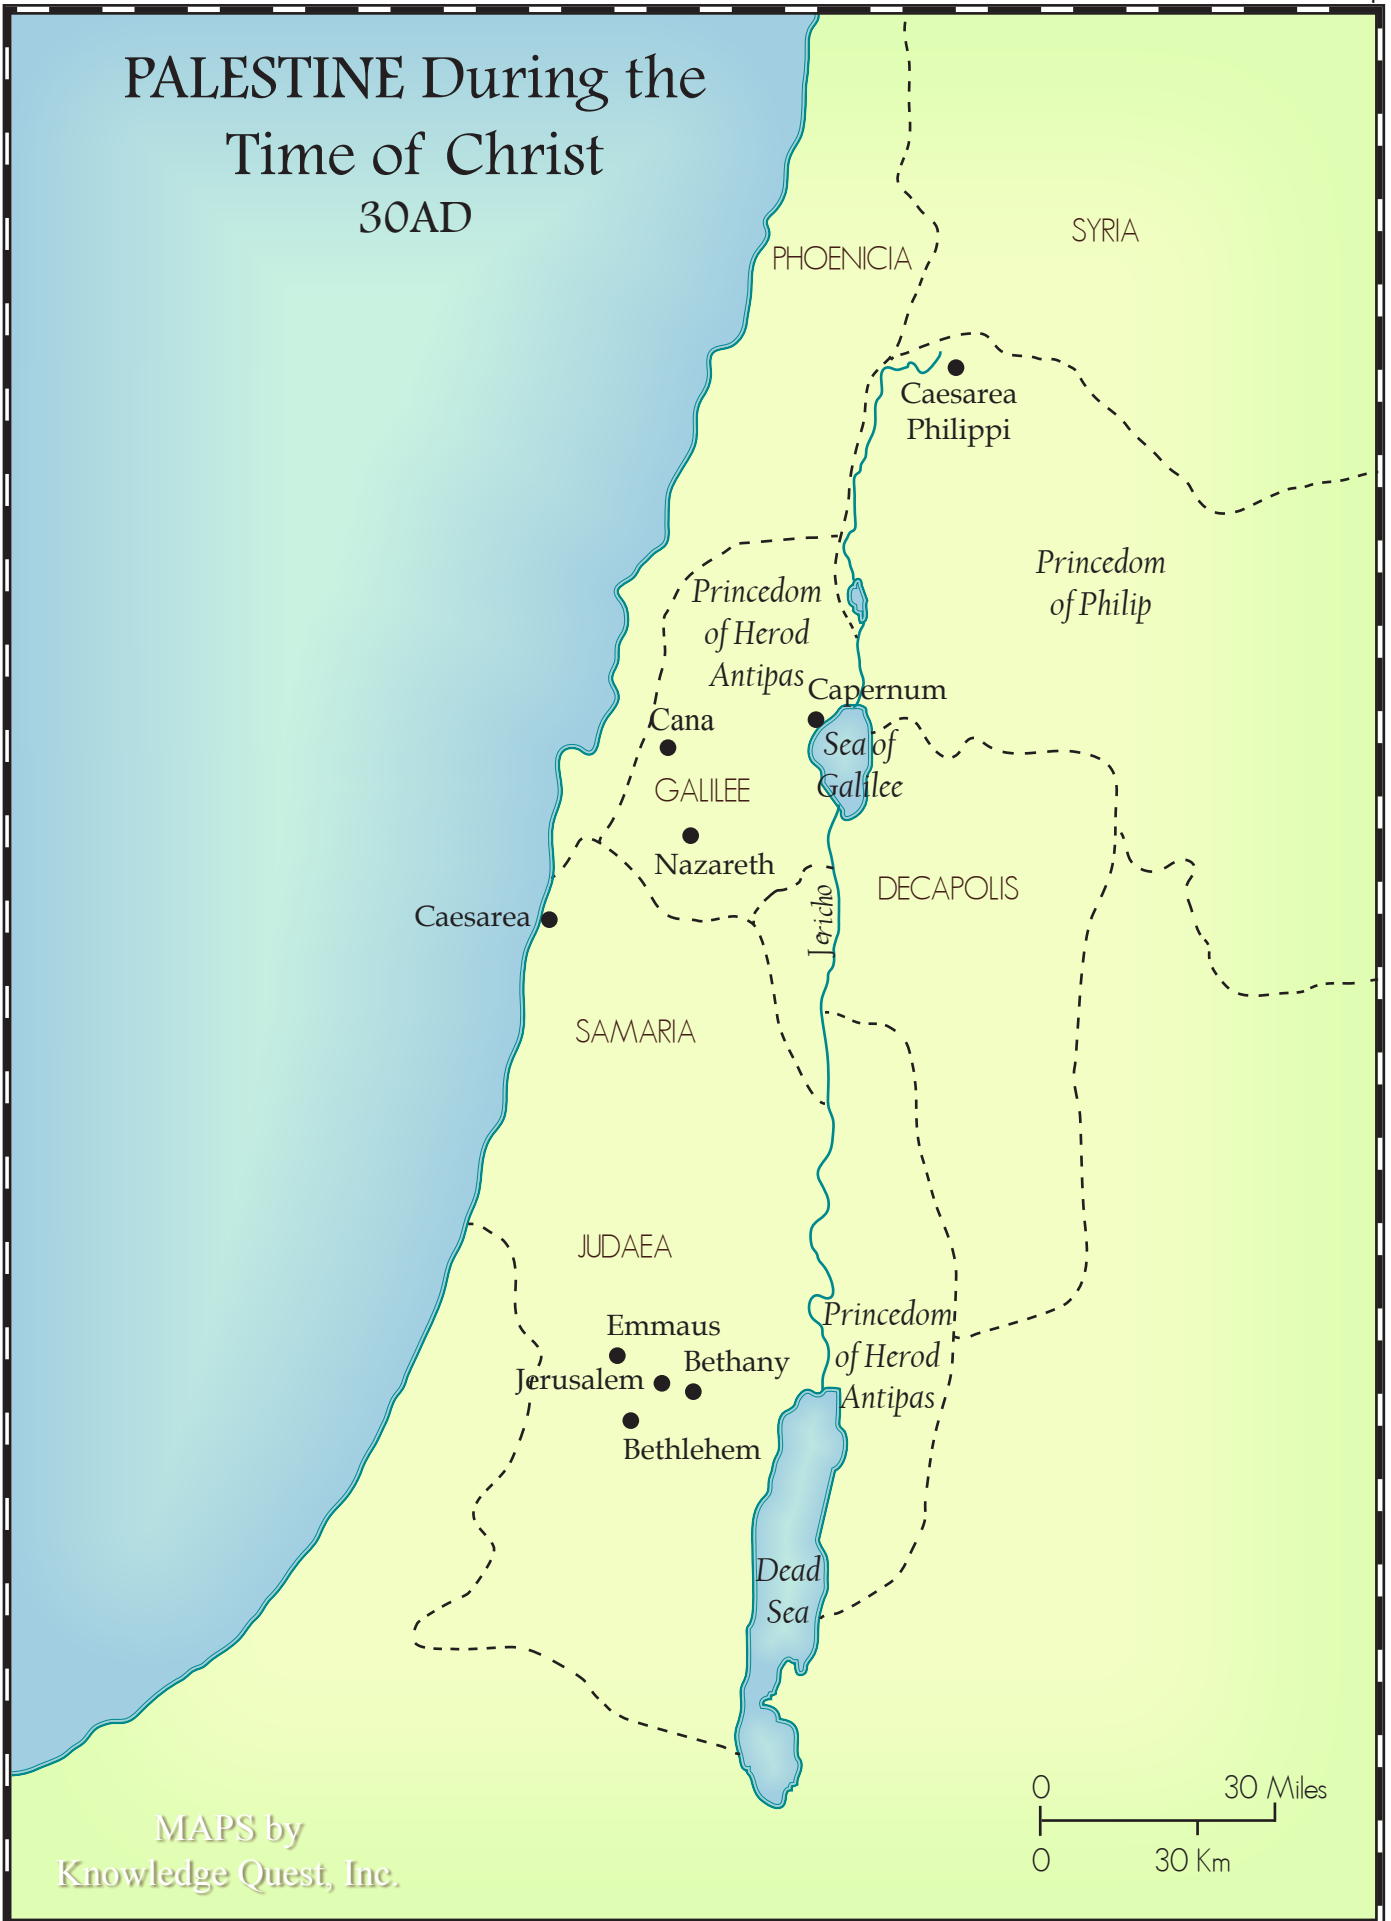 PALESTINE During the
Time of Christ
30AD
SYRIA
PHOENICIA
Caesarea
Philippi
Princedom
of Philip
Princedom
of Herod
Antipas
Capernum
Cana
Sea of
Galilee
GALILEE
Nazareth
DECAPOLIS
Jericho
Caesarea
SAMARIA
JUDAEA
Princedom
of Herod
Antipas
Emmaus
Bethany
Jerusalem
Bethlehem
Dead
Sea
0 30 Miles
0 30 Km
MAPS by
Knowledge Quest, Inc.